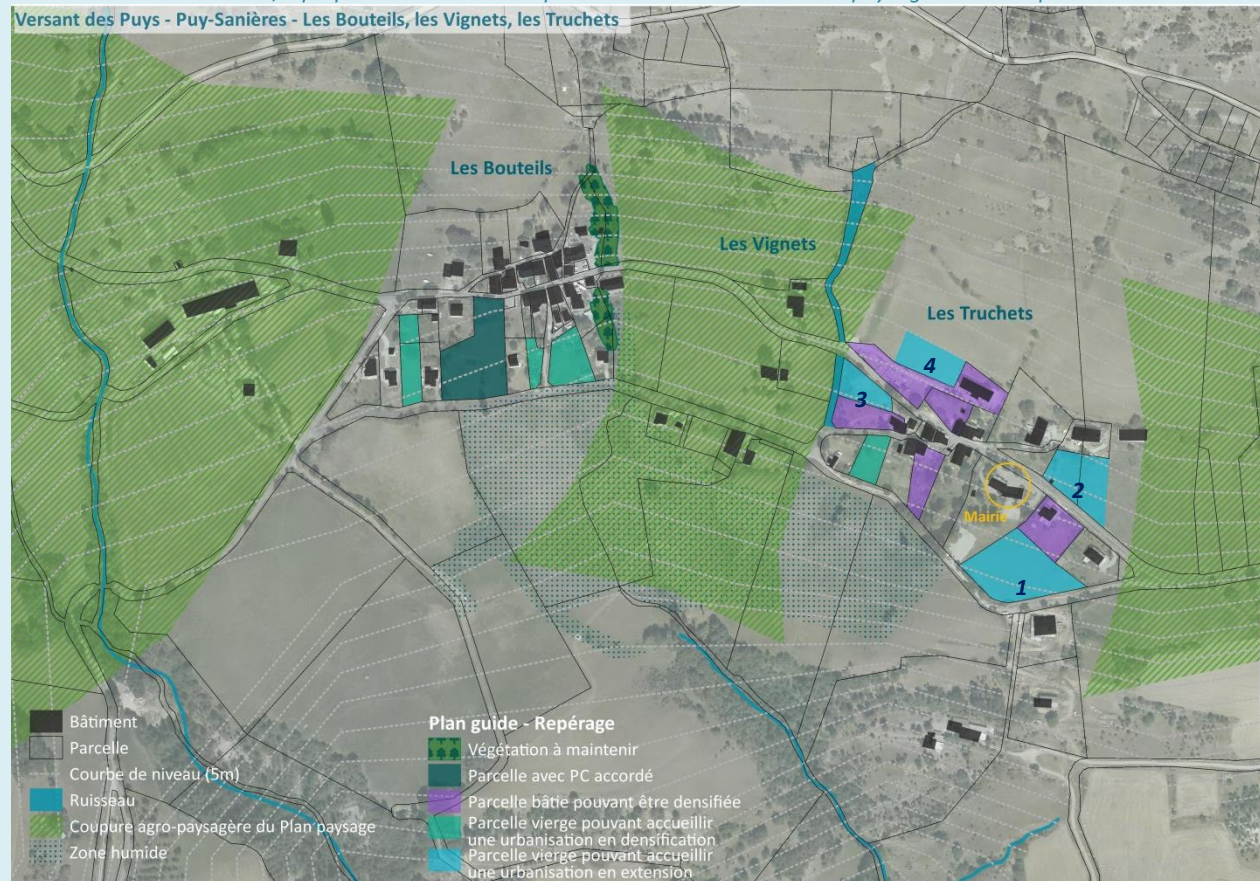 Versant des Puys - Puy-Sanières - Les Bouteils, les Vignets, les Truchets
Les Bouteils
Les Vignets
Les Truchets
4
3
2
Mairie
1
Bâtiment
Parcelle
Courbe de niveau (5m)
Ruisseau
Coupure agro-paysagère du Plan paysage
Zone humide
Plan guide - Repérage
Végétation à maintenir
Parcelle avec PC accordé
Parcelle bâtie pouvant être densifiée
Parcelle vierge pouvant accueillir
une urbanisation en densification
Parcelle vierge pouvant accueillir
une urbanisation en extension